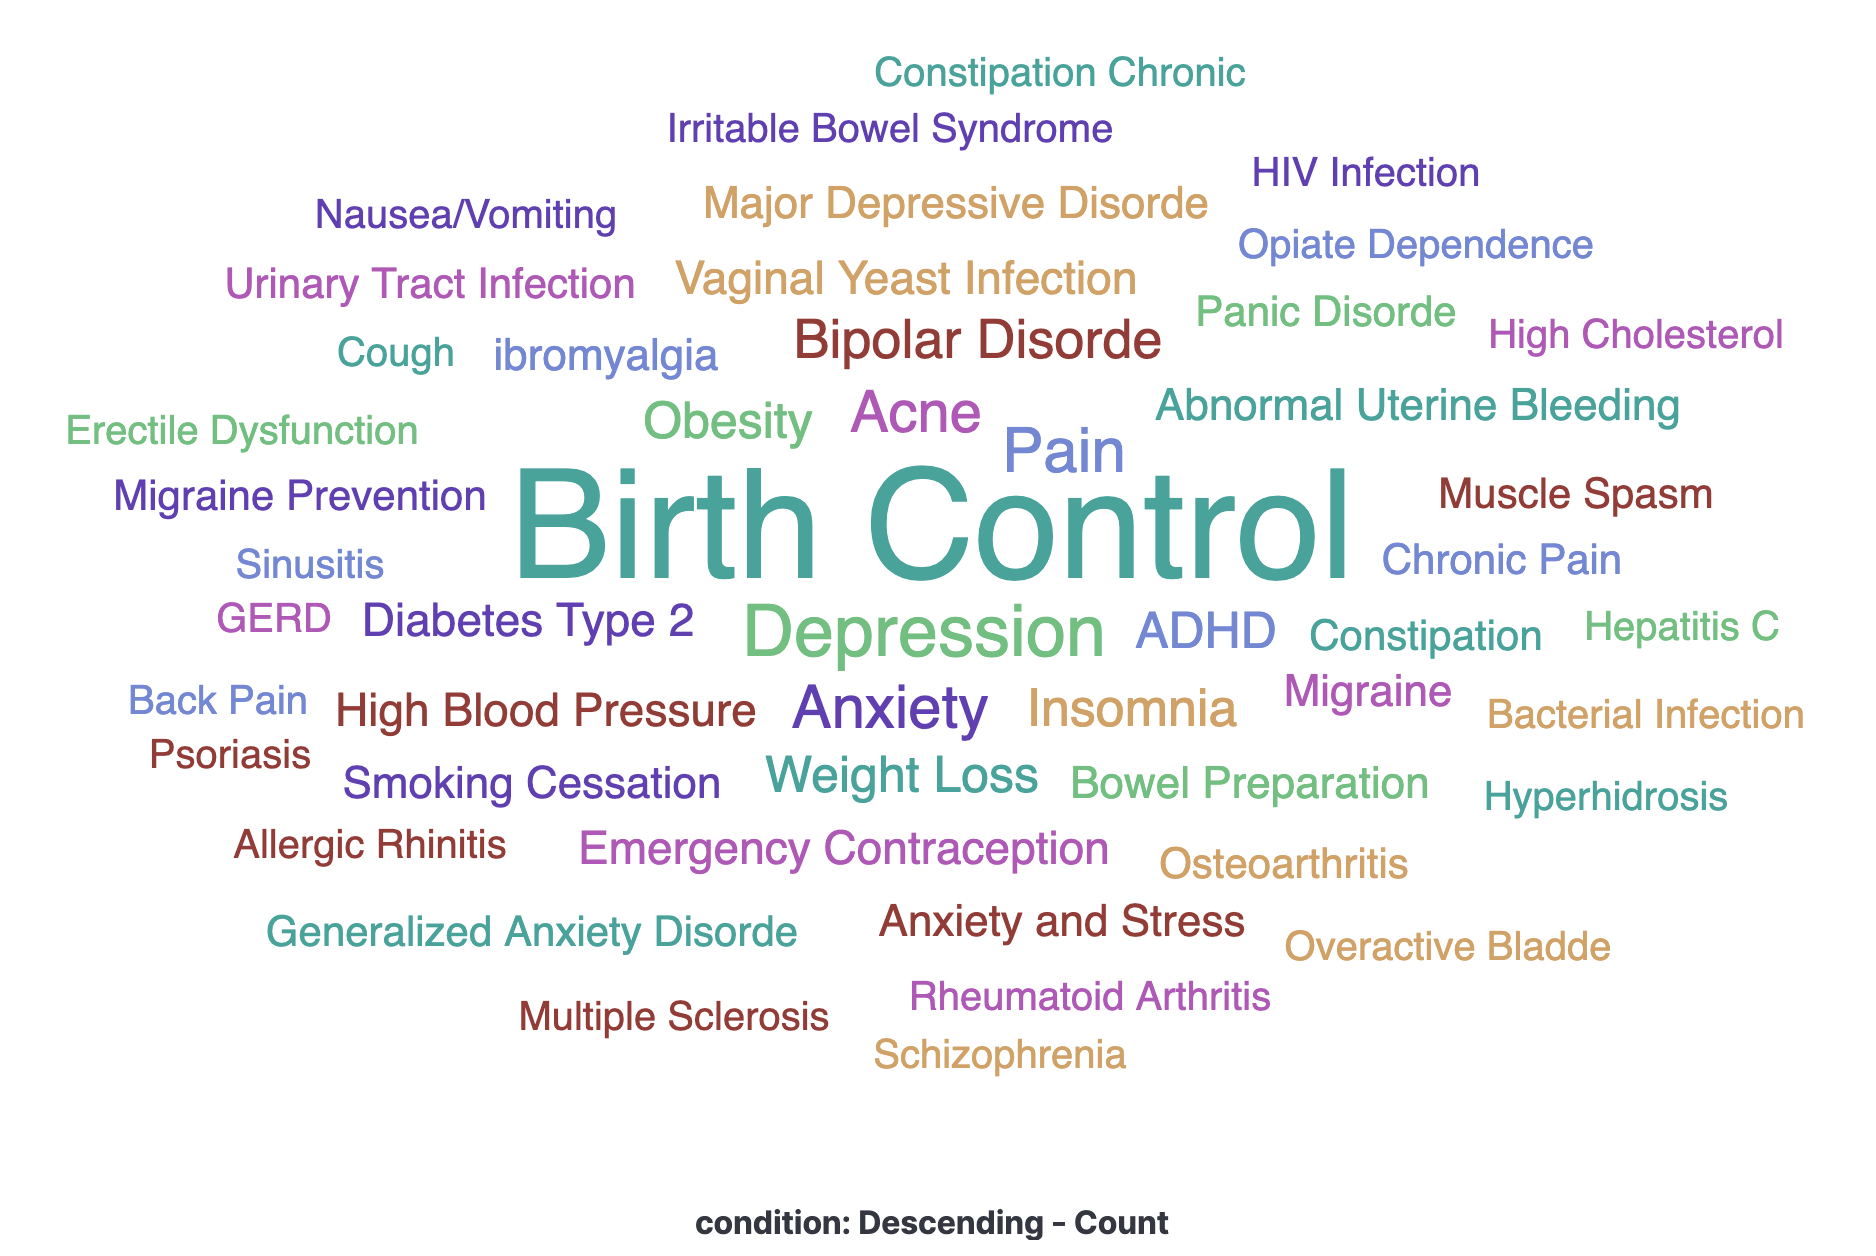 Constipation Chronic
Irritable Bowel Syndrome
HIV Infection
Nausea/Vomiting
Major Depressive Disorde
Opiate Dependence
Urinary Tract Infection
Vaginal Yeast Infection
Panic Disorde
High Cholesterol
Cough
ibromyalgia
Bipolar Disorde
Erectile Dysfunction
Obesity
Acne
Abnormal Uterine Bleeding
Pain
Migraine Prevention
Birth Control
Muscle Spasm
Sinusitis
Chronic Pain
GERD
Diabetes Type 2
Depression
ADHD
Constipation
Hepatitis C
Back Pain
High Blood Pressure
Anxiety
Insomnia
Migraine
Bacterial Infection
Psoriasis
Smoking Cessation
Weight Loss
Bowel Preparation
Hyperhidrosis
Allergic Rhinitis
Emergency Contraception
Osteoarthritis
Generalized Anxiety Disorde
Anxiety and Stress
Overactive Bladde
Multiple Sclerosis
Rheumatoid Arthritis
Schizophrenia
condition: Descending - Count